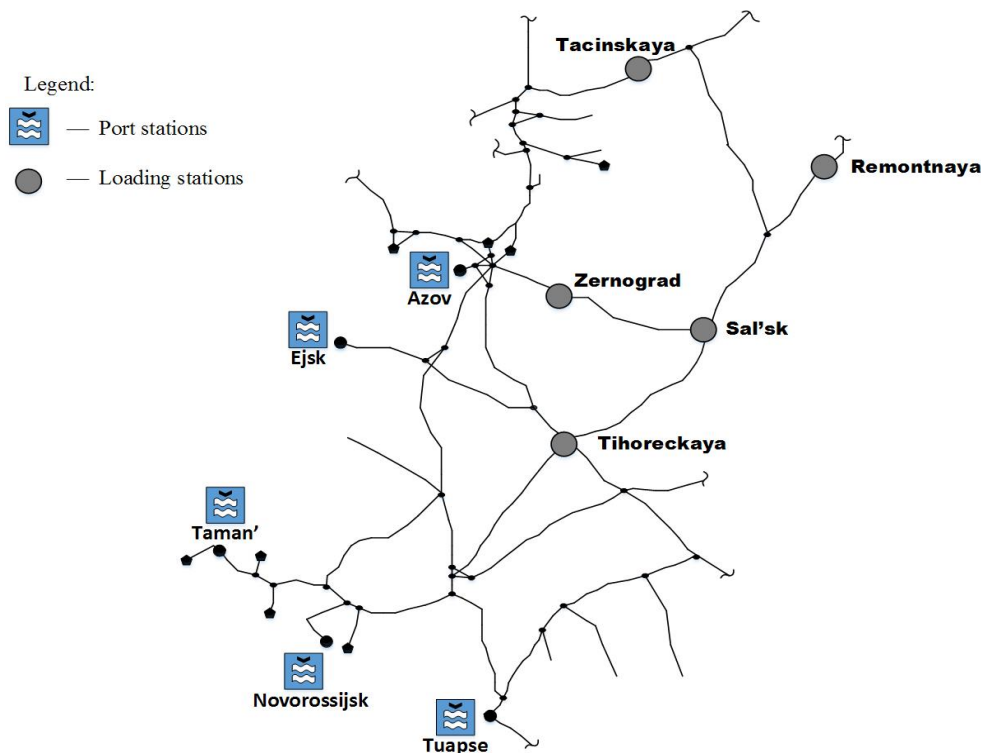 Tacinskaya
Legend:
— Port stations
— Loading stations
Remontnaya
Zernograd
Azov
Sal’sk
Ejsk
Tihoreckaya
Taman’
Novorossijsk
Tuapse